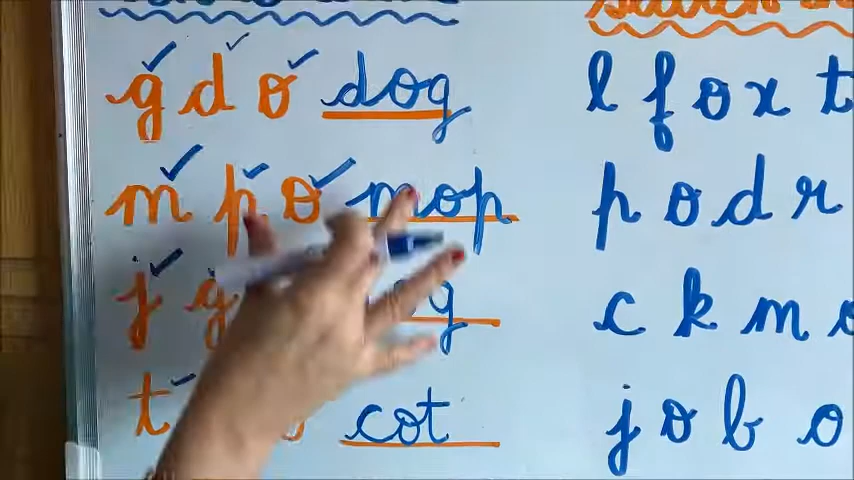 g d o dog l f o x t
m p o mop p o d r
j g c k m o
t cot j o b o